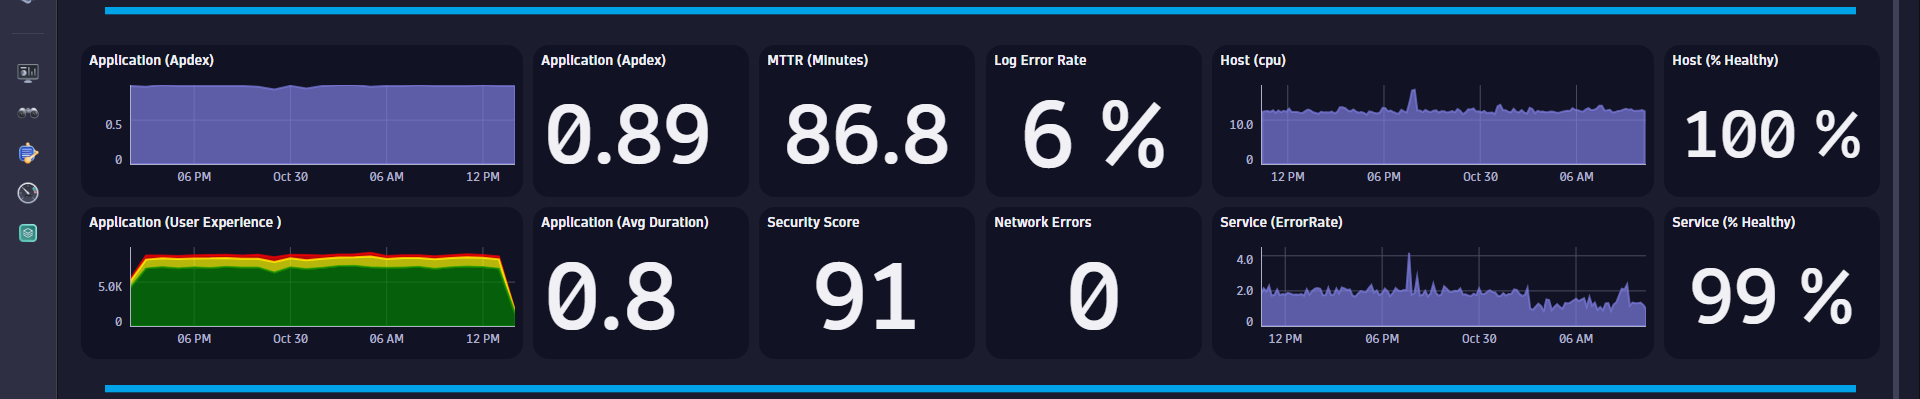 Application (Apdex)
0.5
0
06 PM
Oct 30
06 AM
12 PM
Application (Apdex)
0.89
MTTR (Minutes)
86.8
Log Error Rate
6 %
Host (cpu)
10.0
0
12 PM
06 PM
Oct 30
06 AM
Host (% Healthy)
100 %
Application (User Experience )
5.0K
0
06 PM
Oct 30
06 AM
12 PM
Application (Avg Duration)
0.8
Security Score
91
Network Errors
0
Service (ErrorRate)
4.0
2.0
0
12 PM
06 PM
Oct 30
06 AM
Service (% Healthy)
99 %